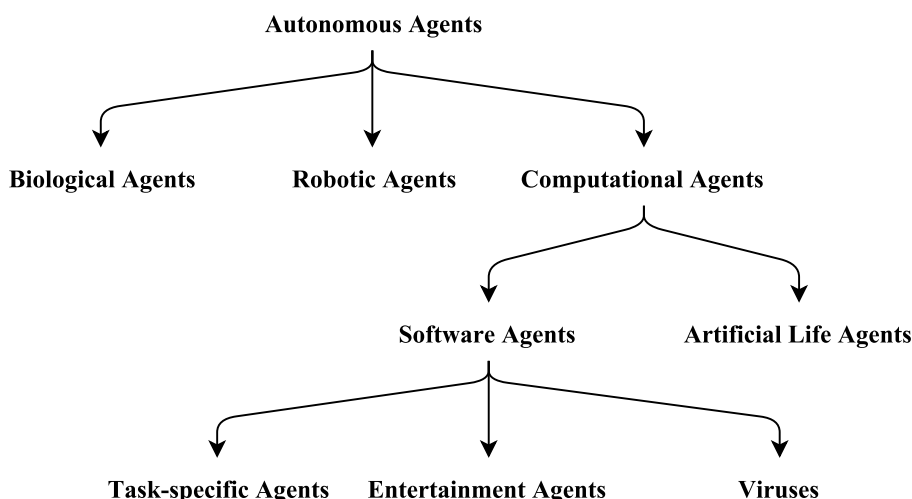 Autonomous Agents
Biological Agents
Robotic Agents
Computational Agents
Software Agents
Artificial Life Agents
Task-specific Agents
Entertainment Agents
Viruses